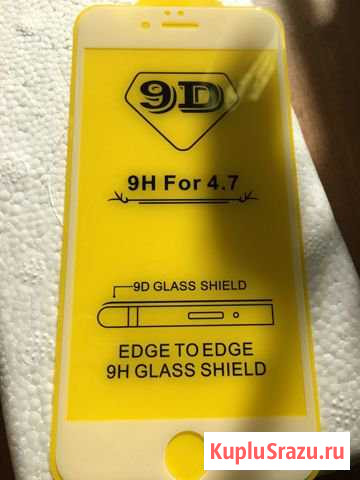 9D
9H For 4.7
9D GLASS SHIELD
EDGE TO EDGE
9H GLASS SHIELD
KupluSrazu.ru